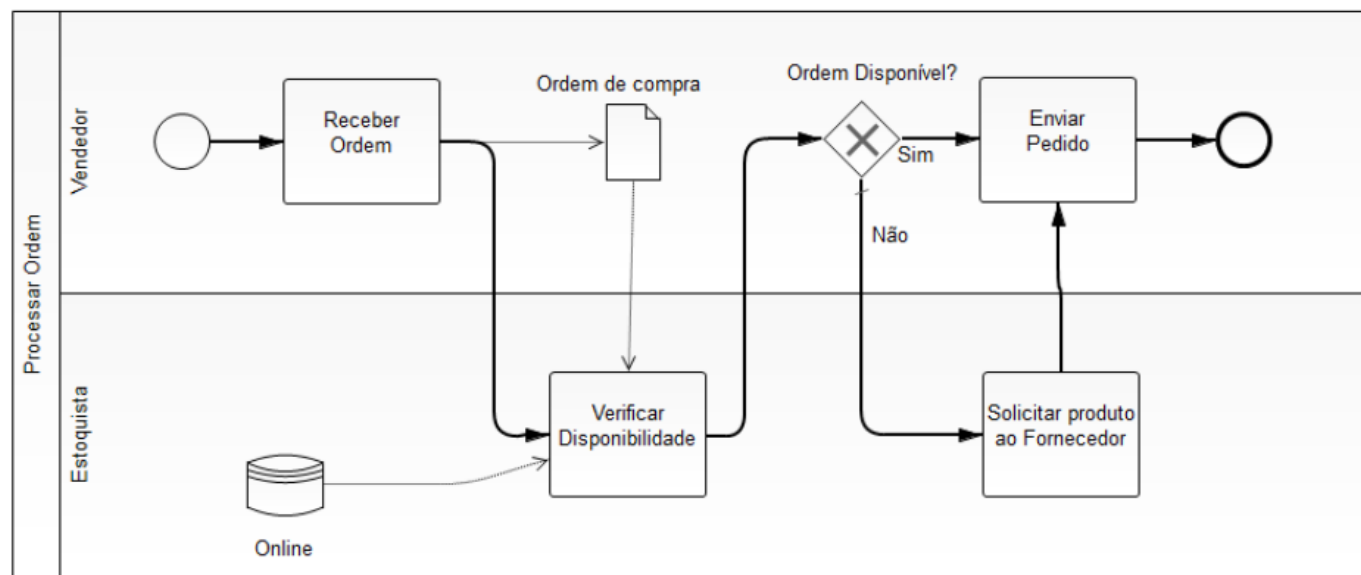 Processar Ordem
Vendedor
Receber
Ordem
Ordem de compra
Ordem Disponível?
Sim
Não
Enviar
Pedido
Estoquista
Online
Verificar
Disponibilidade
Solicitar produto
ao Fornecedor